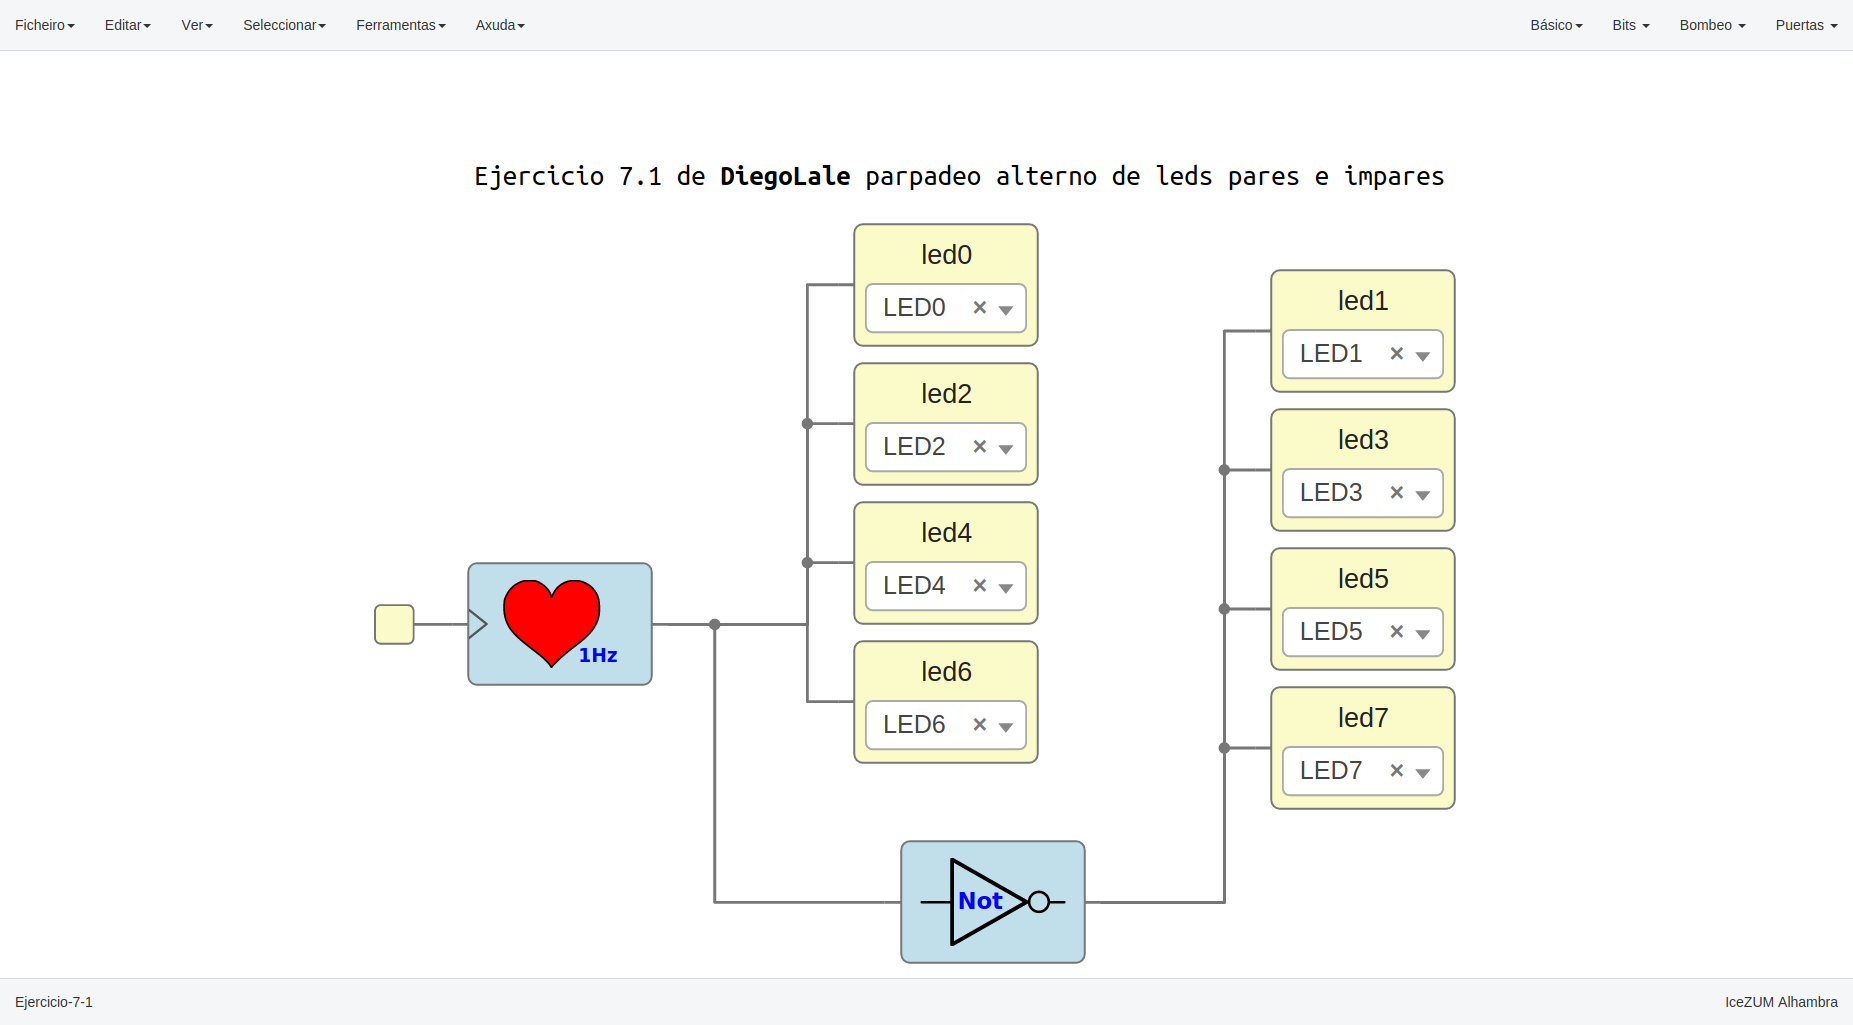 Ficheiro Editar Ver Seleccionar Ferramentas Axuda Básico Bits Bombeo Puertas
Ejercicio 7.1 de DiegoLale parpadeo alterno de leds pares e impares
led0
LED0 ×
led2
LED2 ×
led4
LED4 ×
led6
LED6 ×
led1
LED1 ×
led3
LED3 ×
led5
LED5 ×
led7
LED7 ×
1Hz
Not
Ejercicio-7-1 IceZUM Alhambra